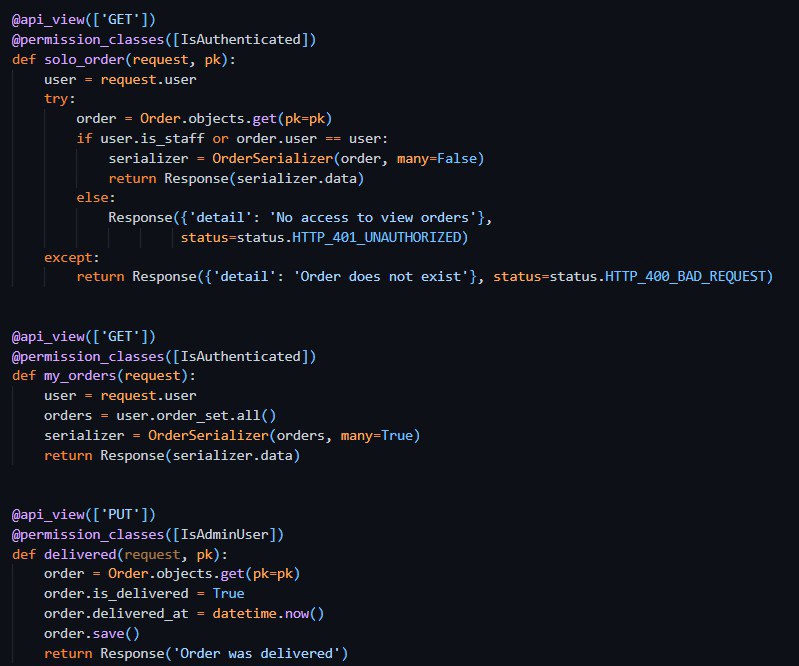 @api_view(['GET'])
@permission_classes([IsAuthenticated])
def solo_order(request, pk):
    user = request.user
    try:
        order = Order.objects.get(pk=pk)
        if user.is_staff or order.user == user:
            serializer = OrderSerializer(order, many=False)
            return Response(serializer.data)
        else:
            Response({'detail': 'No access to view orders'},
                     status=status.HTTP_401_UNAUTHORIZED)
    except:
        return Response({'detail': 'Order does not exist'}, status=status.HTTP_400_BAD_REQUEST)


@api_view(['GET'])
@permission_classes([IsAuthenticated])
def my_orders(request):
    user = request.user
    orders = user.order_set.all()
    serializer = OrderSerializer(orders, many=True)
    return Response(serializer.data)


@api_view(['PUT'])
@permission_classes([IsAdminUser])
def delivered(request, pk):
    order = Order.objects.get(pk=pk)
    order.is_delivered = True
    order.delivered_at = datetime.now()
    order.save()
    return Response('Order was delivered')